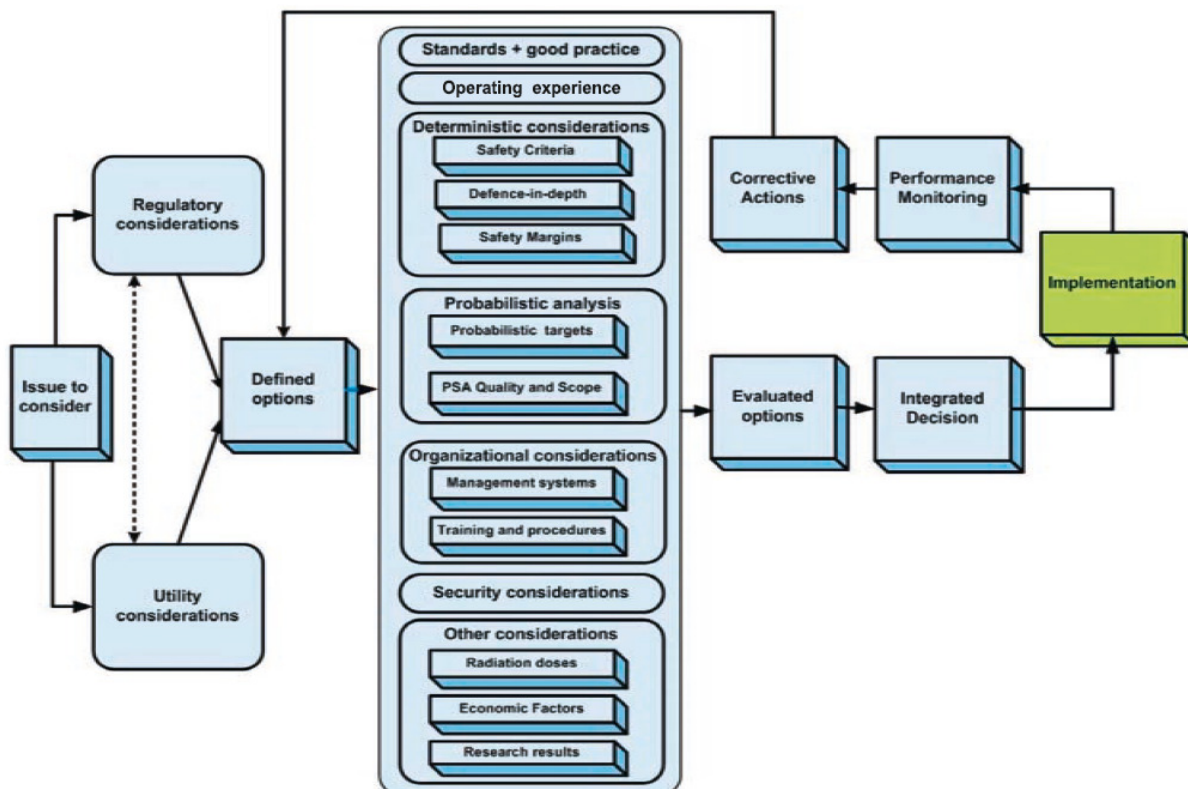 Issue to
consider
Regulatory
considerations
Utility
considerations
Defined
options
Standards + good practice
Operating experience
Deterministic considerations
Safety Criteria
Defence-in-depth
Safety Margins
Probabilistic analysis
Probabilistic targets
PSA Quality and Scope
Organizational considerations
Management systems
Training and procedures
Security considerations
Other considerations
Radiation doses
Economic Factors
Research results
Evaluated
options
Integrated
Decision
Implementation
Performance
Monitoring
Corrective
Actions